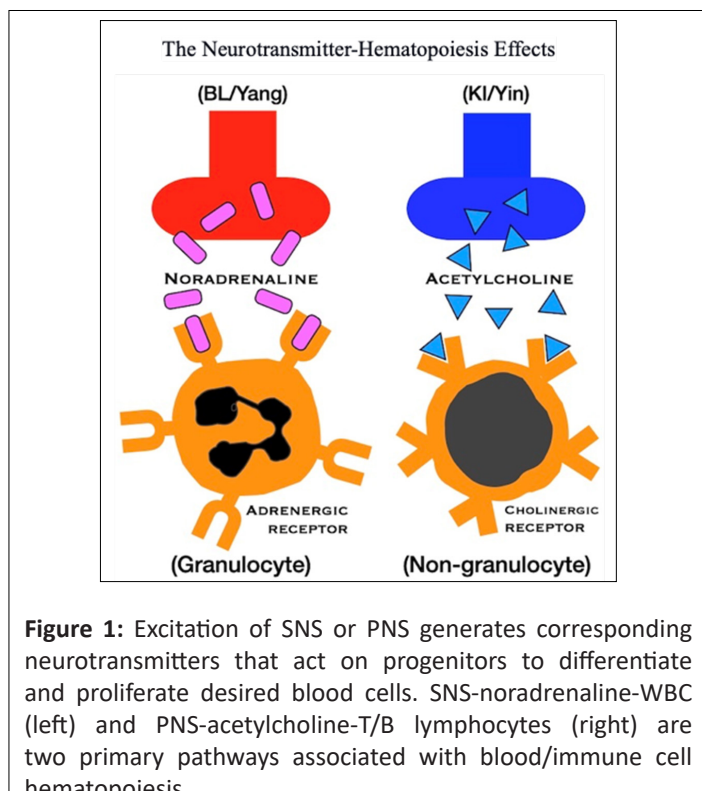 The Neurotransmitter-Hematopoiesis Effects
(BL/Yang)
(KI/Yin)
NORADRENALINE
ACETYLCHOLINE
ADRENERGIC
RECEPTOR
CHOLINERGIC
RECEPTOR
(Granulocyte)
(Non-granulocyte)
Figure 1: Excitation of SNS or PNS generates corresponding
neurotransmitters that act on progenitors to differentiate
and proliferate desired blood cells. SNS-noradrenaline-WBC
(left) and PNS-acetylcholine-T/B lymphocytes (right) are
two primary pathways associated with blood/immune cell
hematopoiesis